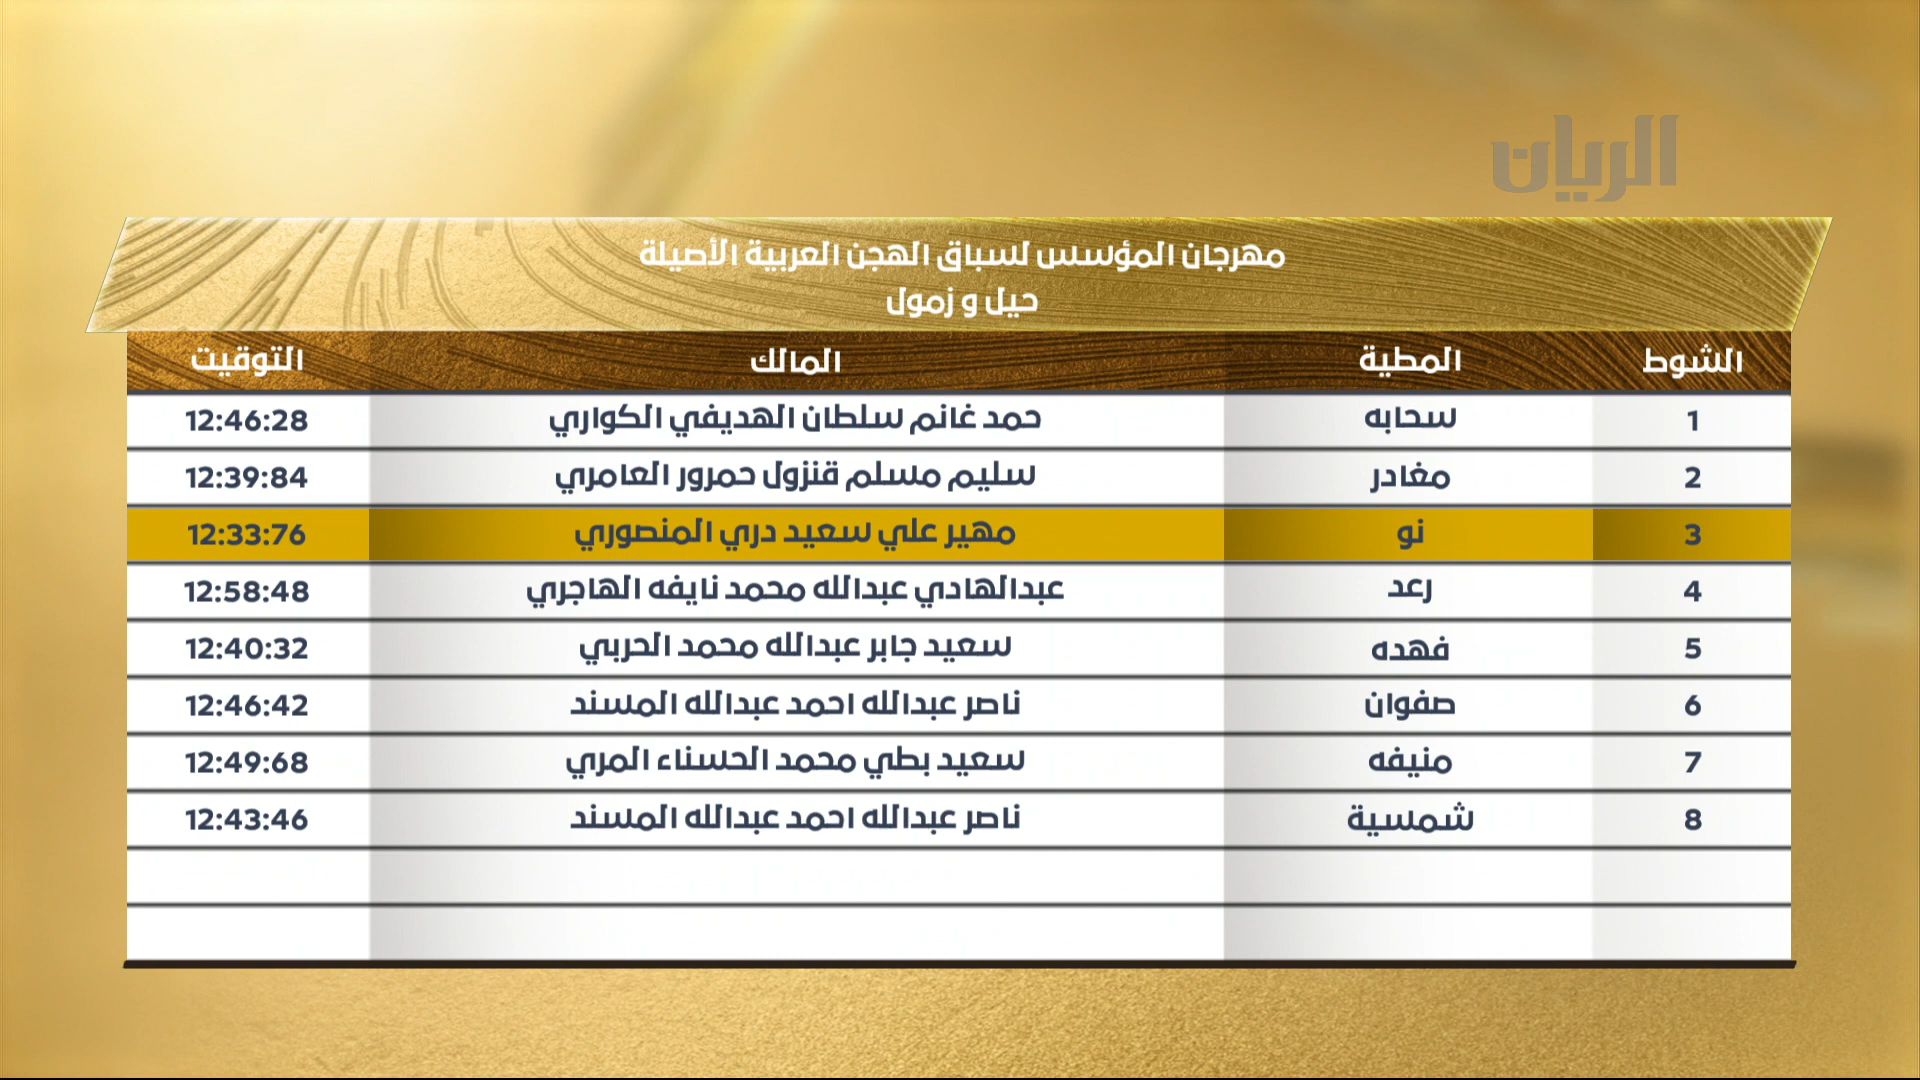 الريان
مهرجان المؤسس لسباق الهجن العربية الأصيلة
حيل و زمول
الشوط المطية المالك التوقيت
1 سحابه حمد غانم سلطان الهديفي الكواري 12:46:28
2 مغادر سليم مسلم قنزول حمرور العامري 12:39:84
3 نو مهير علي سعيد دري المنصوري 12:33:76
4 رعد عبدالهادي عبدالله محمد نايفه الهاجري 12:58:48
5 فهده سعيد جابر عبدالله محمد الحربي 12:40:32
6 صفوان ناصر عبدالله احمد عبدالله المسند 12:46:42
7 منيفه سعيد بطي محمد الحسناء المري 12:49:68
8 شمسية ناصر عبدالله احمد عبدالله المسند 12:43:46